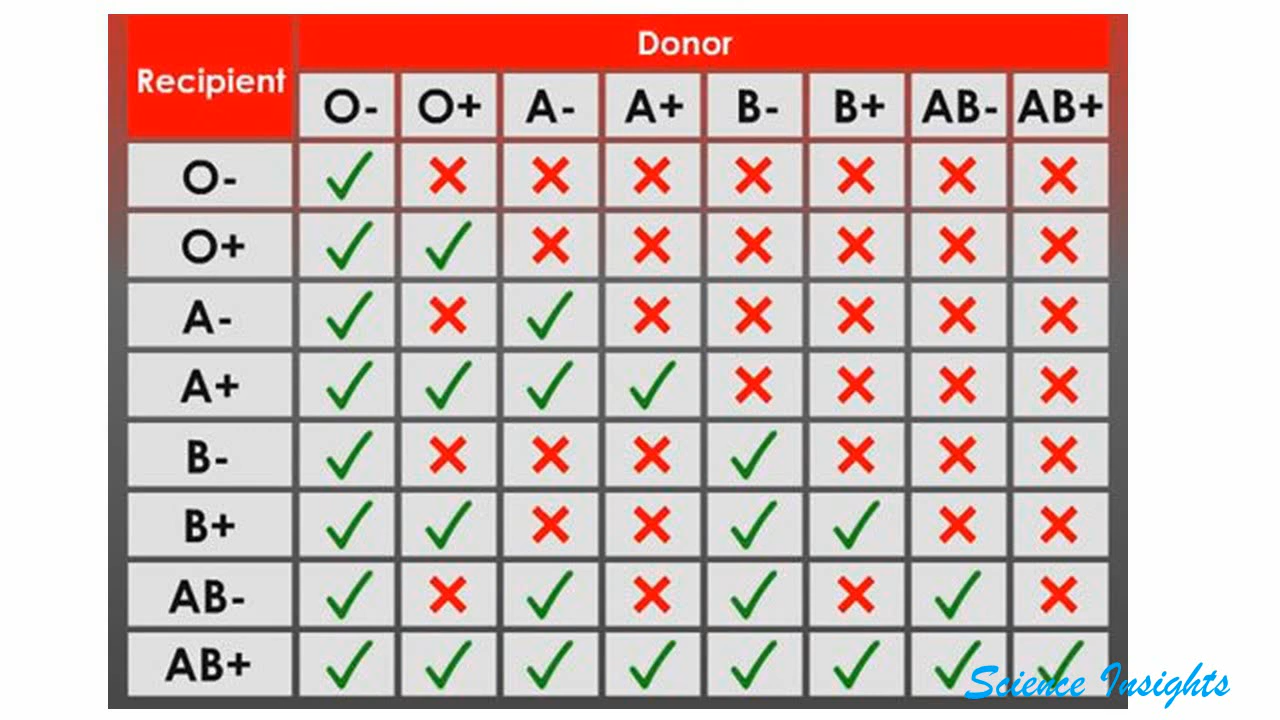 Donor
Recipient
O- O+ A- A+ B- B+ AB- AB+
O-
O+
A-
A+
B-
B+
AB-
AB+
Science Insights